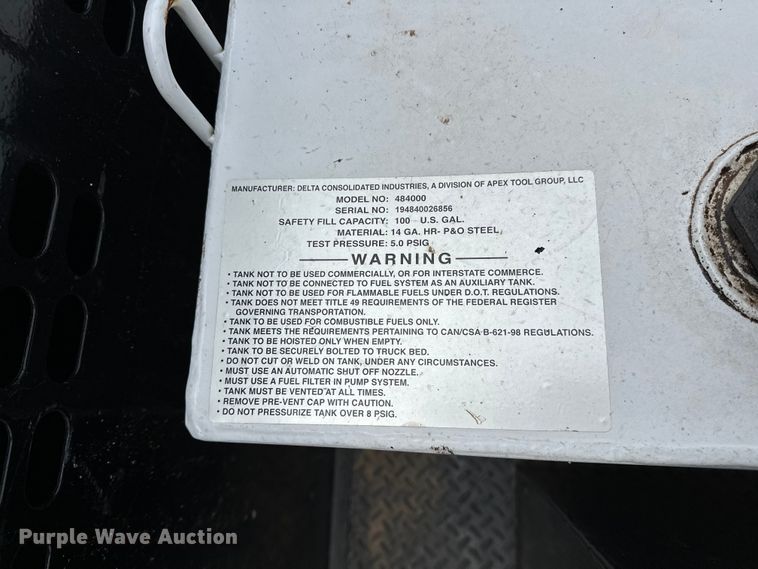 MANUFACTURER: DELTA CONSOLIDATED INDUSTRIES, A DIVISION OF APEX TOOL GROUP, LLC
MODEL NO: 484000
SERIAL NO: 194840026856
SAFETY FILL CAPACITY: 100 U.S. GAL.
MATERIAL: 14 GA. HR- P&O STEEL
TEST PRESSURE: 5.0 PSIG
WARNING
• TANK NOT TO BE USED COMMERCIALLY, OR FOR INTERSTATE COMMERCE.
• TANK NOT TO BE CONNECTED TO FUEL SYSTEM AS AN AUXILIARY TANK.
• TANK NOT TO BE USED FOR FLAMMABLE FUELS UNDER D.O.T. REGULATIONS.
• TANK DOES NOT MEET TITLE 49 REQUIREMENTS OF THE FEDERAL REGISTER
GOVERNING TRANSPORTATION.
• TANK TO BE USED FOR COMBUSTIBLE FUELS ONLY.
• TANK MEETS THE REQUIREMENTS PERTAINING TO CAN/CSA B-621-98 REGULATIONS.
• TANK TO BE HOISTED ONLY WHEN EMPTY.
• TANK TO BE SECURELY BOLTED TO TRUCK BED.
• DO NOT CUT OR WELD ON TANK, UNDER ANY CIRCUMSTANCES.
• MUST USE AN AUTOMATIC SHUT OFF NOZZLE.
• MUST USE A FUEL FILTER IN PUMP SYSTEM.
• TANK MUST BE VENTED AT ALL TIMES.
• REMOVE PRE-VENT CAP WITH CAUTION.
• DO NOT PRESSURIZE TANK OVER 8 PSIG.
Purple Wave Auction